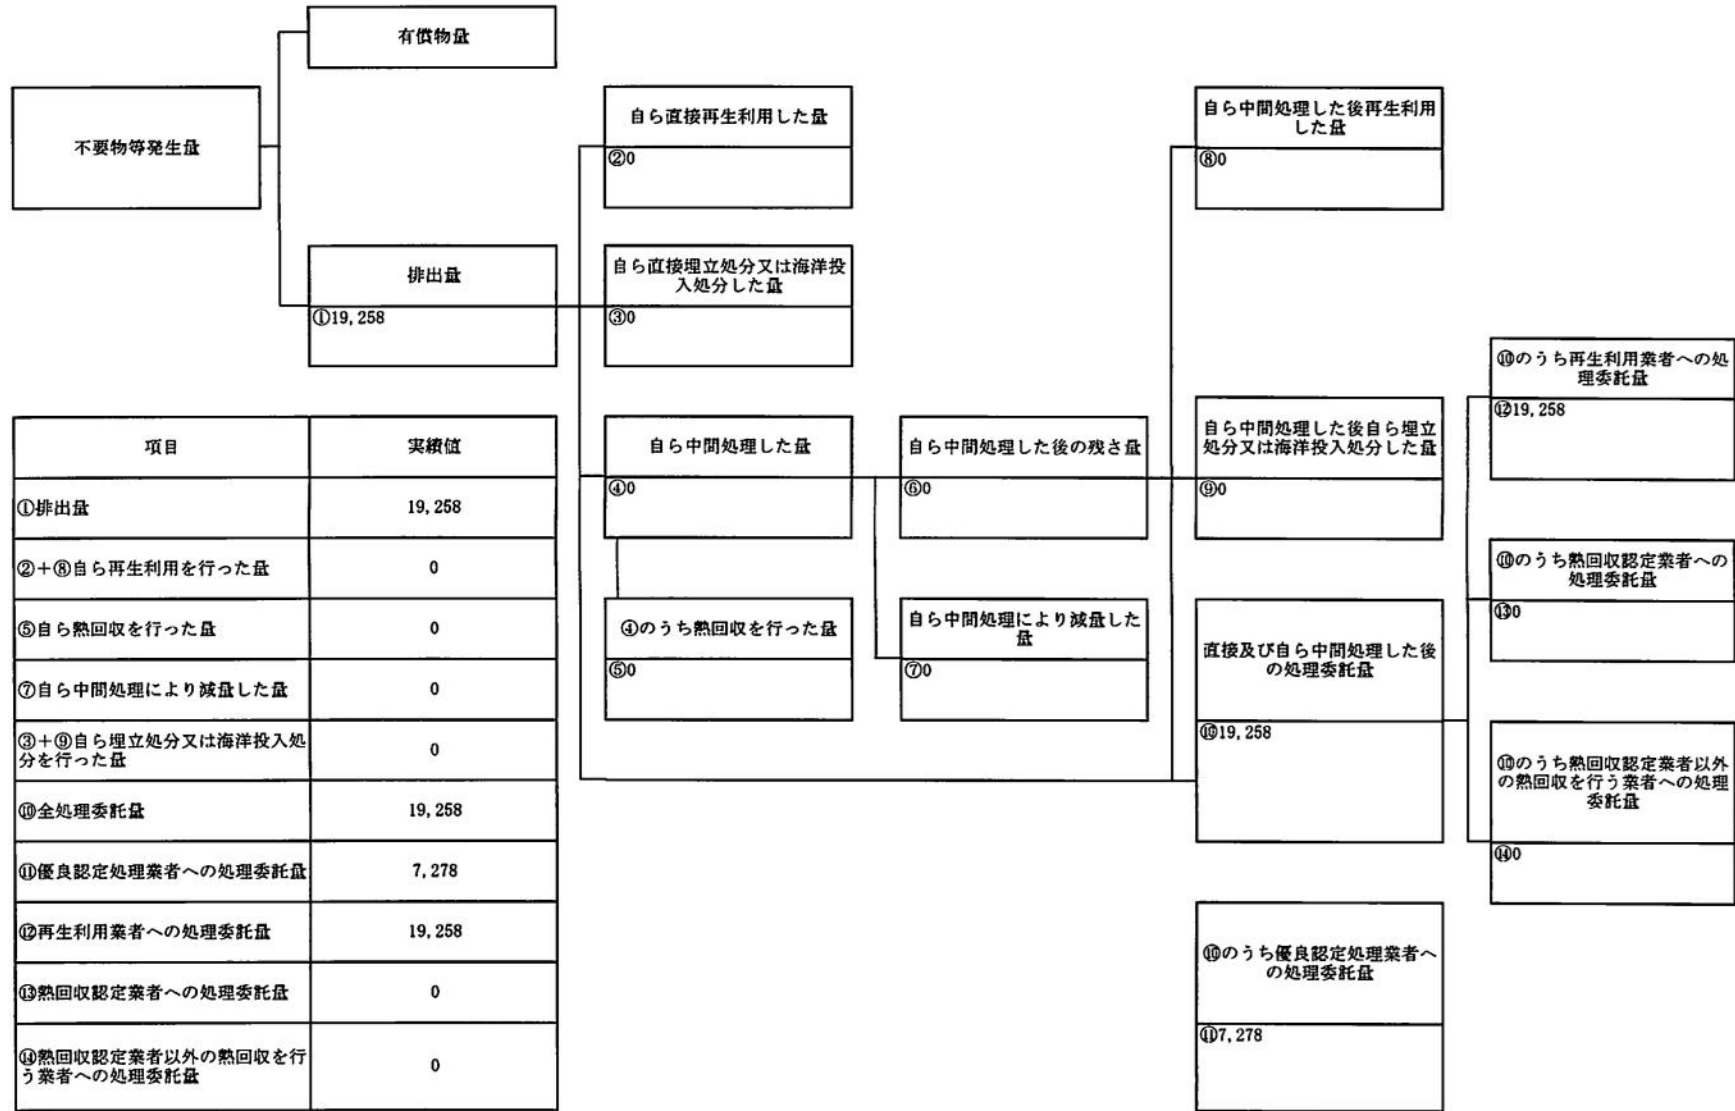 有償物量
不要物等発生量
自ら直接再生利用した量
②0
自ら中間処理した後再生利用
した量
⑧0
排出量
①19,258
自ら直接埋立処分又は海洋投
入処分した量
③0
⑩のうち再生利用業者への処
理委託量
⑫19,258
自ら中間処理した量
④0
自ら中間処理した後の残さ量
⑥0
自ら中間処理した後自ら埋立
処分又は海洋投入処分した量
⑨0
⑩のうち熱回収認定業者への
処理委託量
⑬0
④のうち熱回収を行った量
⑤0
自ら中間処理により減量した
量
⑦0
直接及び自ら中間処理した後
の処理委託量
⑩19,258
⑩のうち熱回収認定業者以外
の熱回収を行う業者への処理
委託量
⑭0
⑩のうち優良認定処理業者へ
の処理委託量
⑪7,278
項目 実績値
①排出量 19,258
②+⑧自ら再生利用を行った量 0
⑤自ら熱回収を行った量 0
⑦自ら中間処理により減量した量 0
③+⑨自ら埋立処分又は海洋投入処
分を行った量 0
⑩全処理委託量 19,258
⑪優良認定処理業者への処理委託量 7,278
⑫再生利用業者への処理委託量 19,258
⑬熱回収認定業者への処理委託量 0
⑭熱回収認定業者以外の熱回収を行
う業者への処理委託量 0